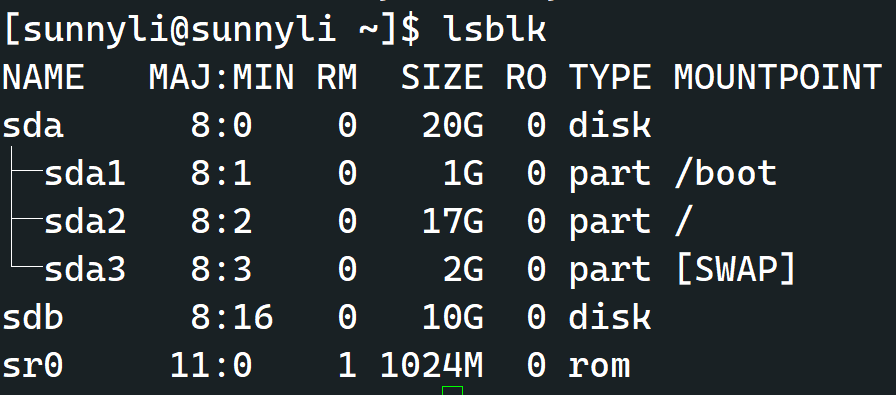 [sunnyli@sunnyli ~]$ lsblk
NAME   MAJ:MIN RM  SIZE RO TYPE MOUNTPOINT
sda      8:0    0   20G  0 disk
├─sda1   8:1    0    1G  0 part /boot
├─sda2   8:2    0   17G  0 part /
└─sda3   8:3    0    2G  0 part [SWAP]
sdb      8:16   0   10G  0 disk
sr0     11:0    1 1024M  0 rom